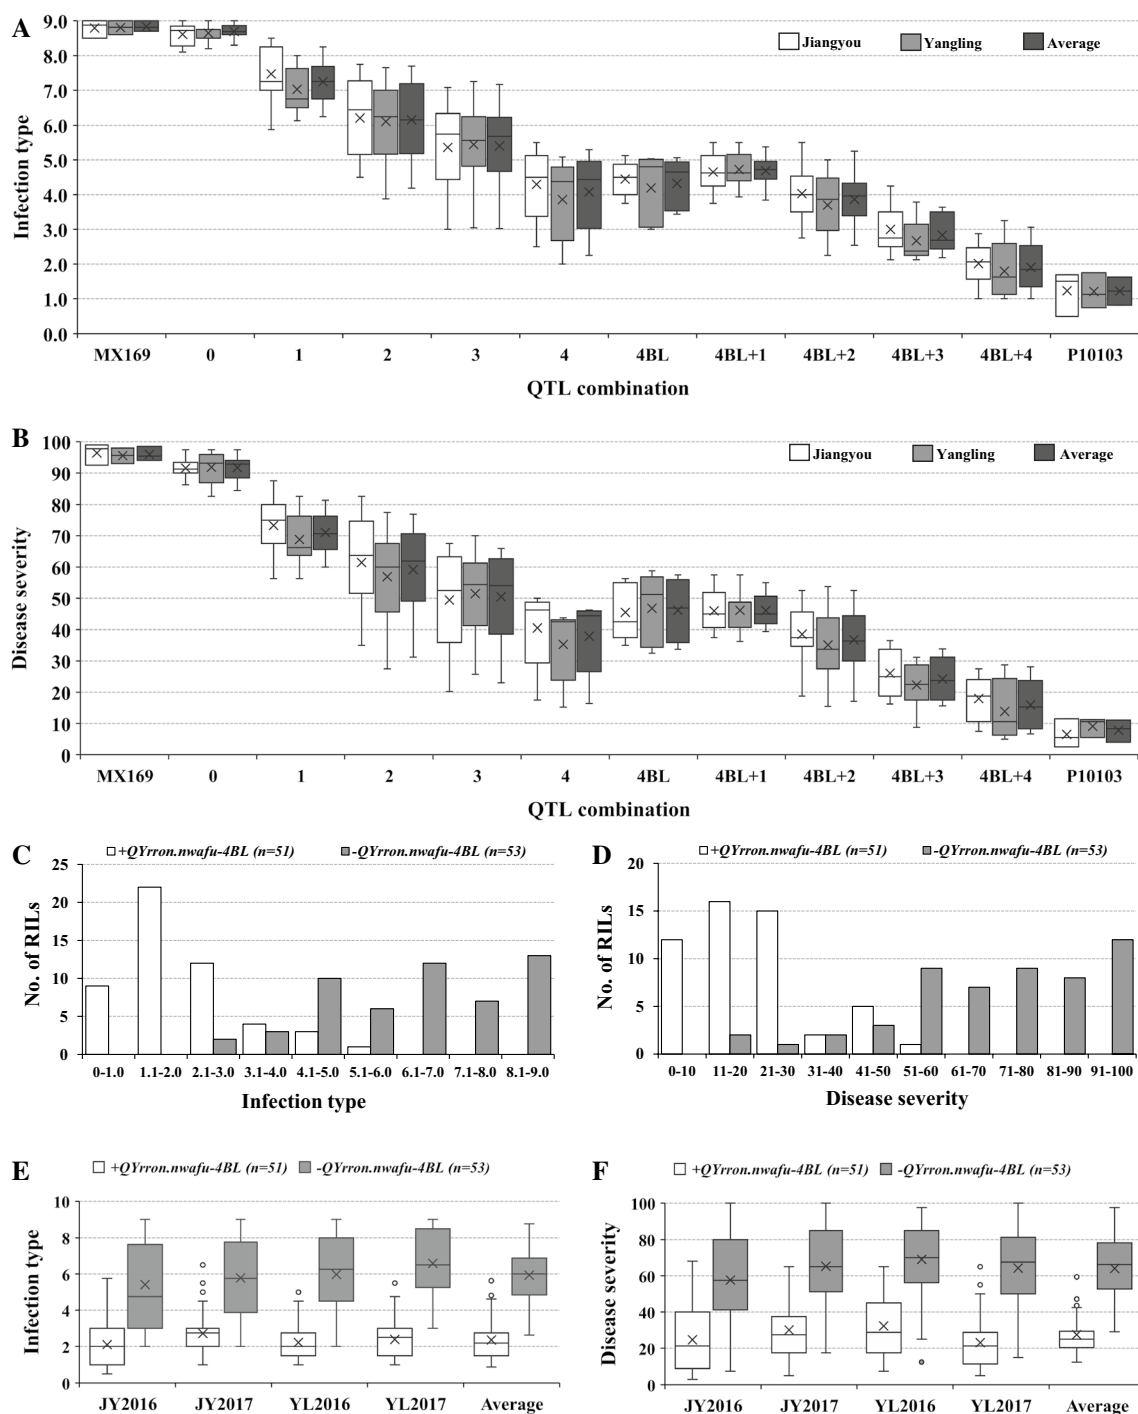 A
Jiangyou Yangling Average
Infection type
9.0
8.0
7.0
6.0
5.0
4.0
3.0
2.0
1.0
0.0
MX169 0 1 2 3 4 4BL 4BL+1 4BL+2 4BL+3 4BL+4 P10103
QTL combination
B
Jiangyou Yangling Average
Disease severity
100
90
80
70
60
50
40
30
20
10
0
MX169 0 1 2 3 4 4BL 4BL+1 4BL+2 4BL+3 4BL+4 P10103
QTL combination
C
+QYrron.nwafu-4BL (n=51) -QYrron.nwafu-4BL (n=53)
No. of RILs
25
20
15
10
5
0
0-1.0 1.1-2.0 2.1-3.0 3.1-4.0 4.1-5.0 5.1-6.0 6.1-7.0 7.1-8.0 8.1-9.0
Infection type
D
+QYrron.nwafu-4BL (n=51) -QYrron.nwafu-4BL (n=53)
No. of RILs
20
15
10
5
0
0-10 11-20 21-30 31-40 41-50 51-60 61-70 71-80 81-90 91-100
Disease severity
E
+QYrron.nwafu-4BL (n=51) -QYrron.nwafu-4BL (n=53)
Infection type
10
8
6
4
2
0
JY2016 JY2017 YL2016 YL2017 Average
F
+QYrron.nwafu-4BL (n=51) -QYrron.nwafu-4BL (n=53)
Disease severity
100
80
60
40
20
0
JY2016 JY2017 YL2016 YL2017 Average